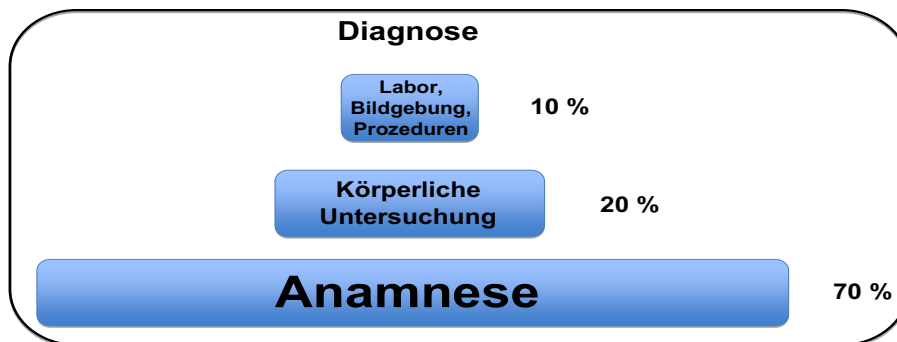 Diagnose
Labor,
Bildgebung,
Prozeduren
10 %
Körperliche
Untersuchung
20 %
Anamnese
70 %